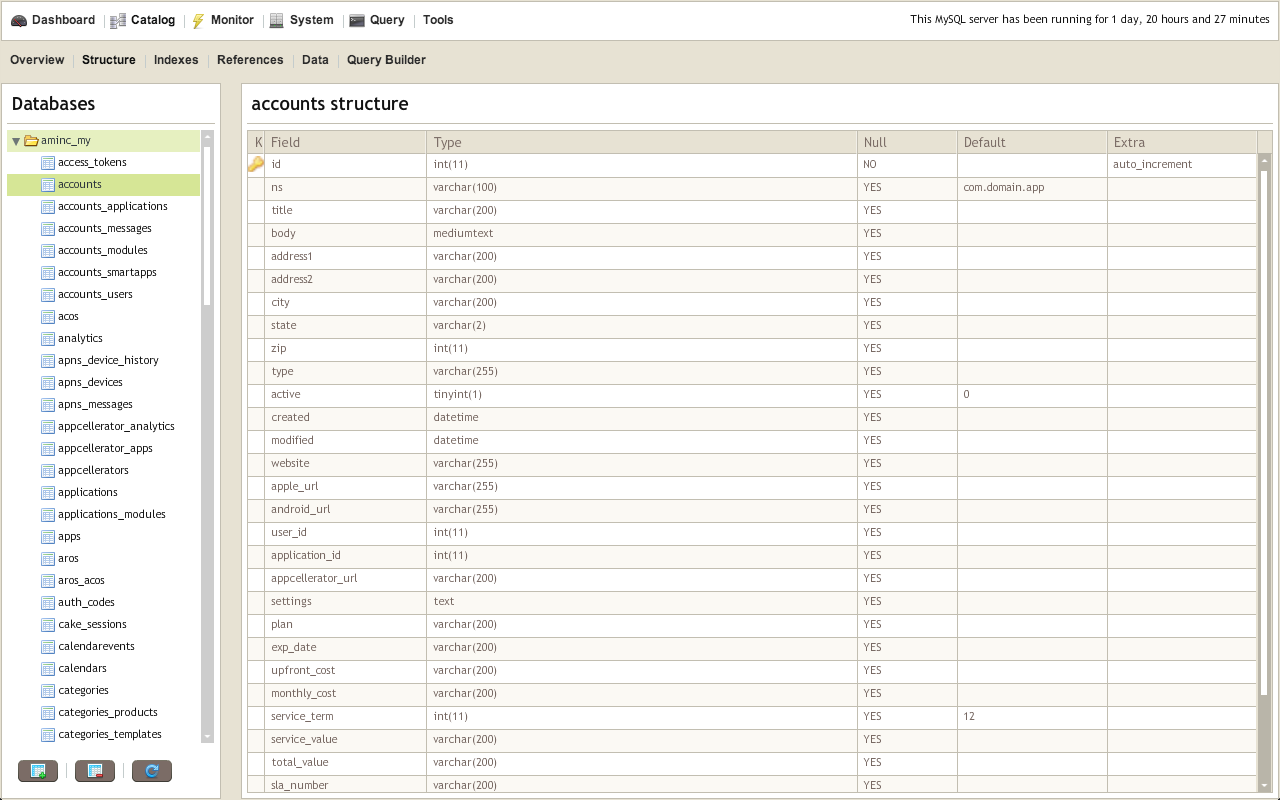 Dashboard Catalog Monitor System Query Tools This MySQL server has been running for 1 day, 20 hours and 27 minutes
Overview Structure Indexes References Data Query Builder
Databases
aminc_my
access_tokens
accounts
accounts_applications
accounts_messages
accounts_modules
accounts_smartapps
accounts_users
acos
analytics
apns_device_history
apns_devices
apns_messages
appcellerator_analytics
appcellerator_apps
appcellerators
applications
applications_modules
apps
aros
aros_acos
auth_codes
cake_sessions
calendarevents
calendars
categories
categories_products
categories_templates
accounts structure
K Field Type Null Default Extra
id int(11) NO auto_increment
ns varchar(100) YES com.domain.app
title varchar(200) YES
body mediumtext YES
address1 varchar(200) YES
address2 varchar(200) YES
city varchar(200) YES
state varchar(2) YES
zip int(11) YES
type varchar(255) YES
active tinyint(1) YES 0
created datetime YES
modified datetime YES
website varchar(255) YES
apple_url varchar(255) YES
android_url varchar(255) YES
user_id int(11) YES
application_id int(11) YES
appcellerator_url varchar(200) YES
settings text YES
plan varchar(200) YES
exp_date varchar(200) YES
upfront_cost varchar(200) YES
monthly_cost varchar(200) YES
service_term int(11) YES 12
service_value varchar(200) YES
total_value varchar(200) YES
sla_number varchar(200) YES